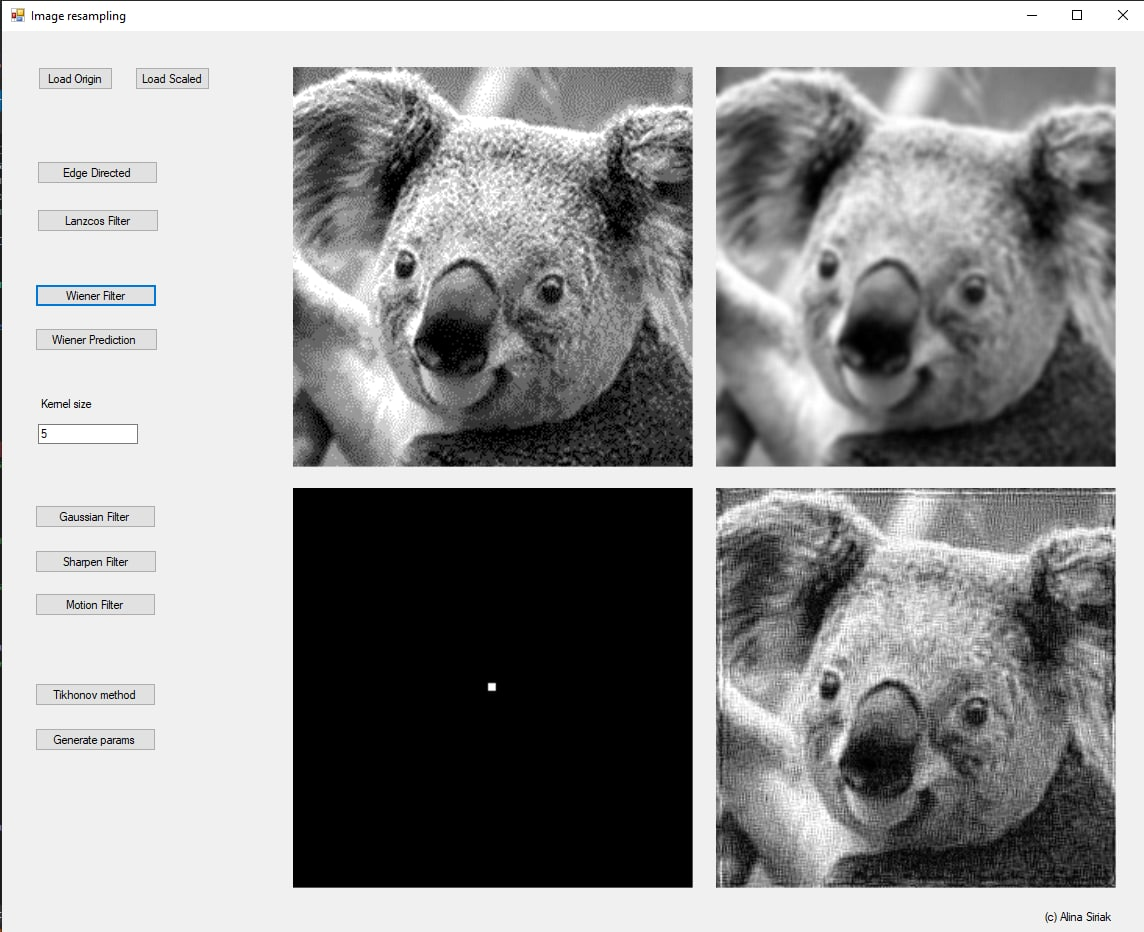 Image resampling
Load Origin
Load Scaled
Edge Directed
Lanzcos Filter
Wiener Filter
Wiener Prediction
Kernel size
5
Gaussian Filter
Sharpen Filter
Motion Filter
Tikhonov method
Generate params
(c) Alina Siriak